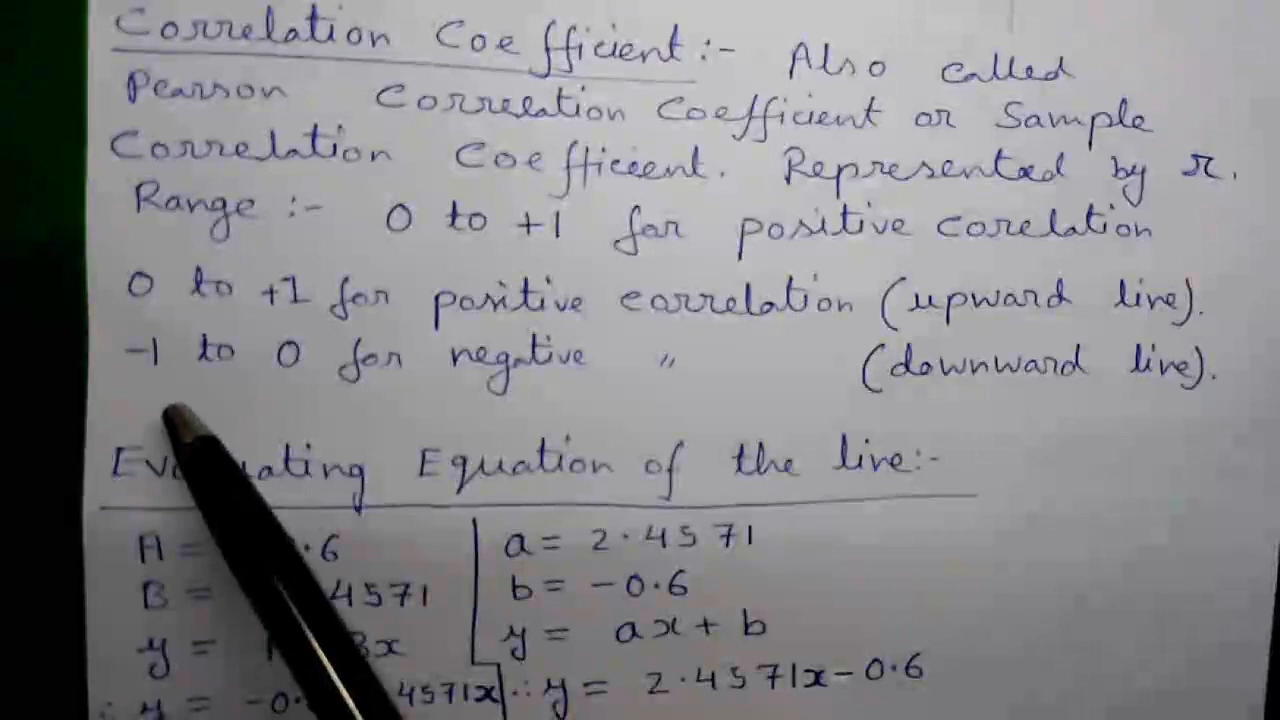 Correlation Coefficient:- Also called
Pearson Correlation Coefficient or Sample
Correlation Coefficient. Represented by r.
Range :- 0 to +1 for positive corelation
0 to +1 for positive correlation (upward line).
-1 to 0 for negative " (downward line).
Equation of the line:-
A = .6
B = 4571
y = x
∴ y = -0. 4571x
a = 2.4571
b = -0.6
y = ax + b
∴ y = 2.4571x - 0.6